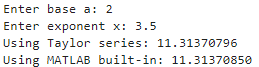 Enter base a: 2
Enter exponent x: 3.5
Using Taylor series: 11.31370796
Using MATLAB built-in: 11.31370850